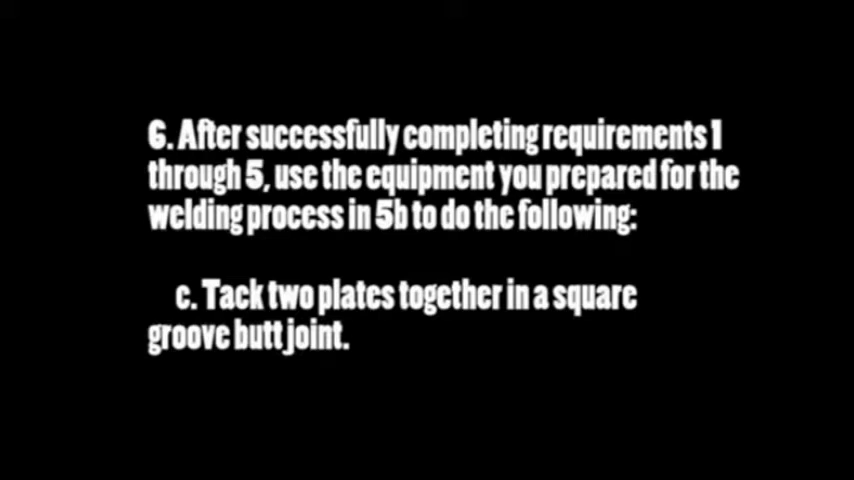 6. After successfully completing requirements 1
through 5, use the equipment you prepared for the
welding process in 5b to do the following:
c. Tack two plates together in a square
groove butt joint.